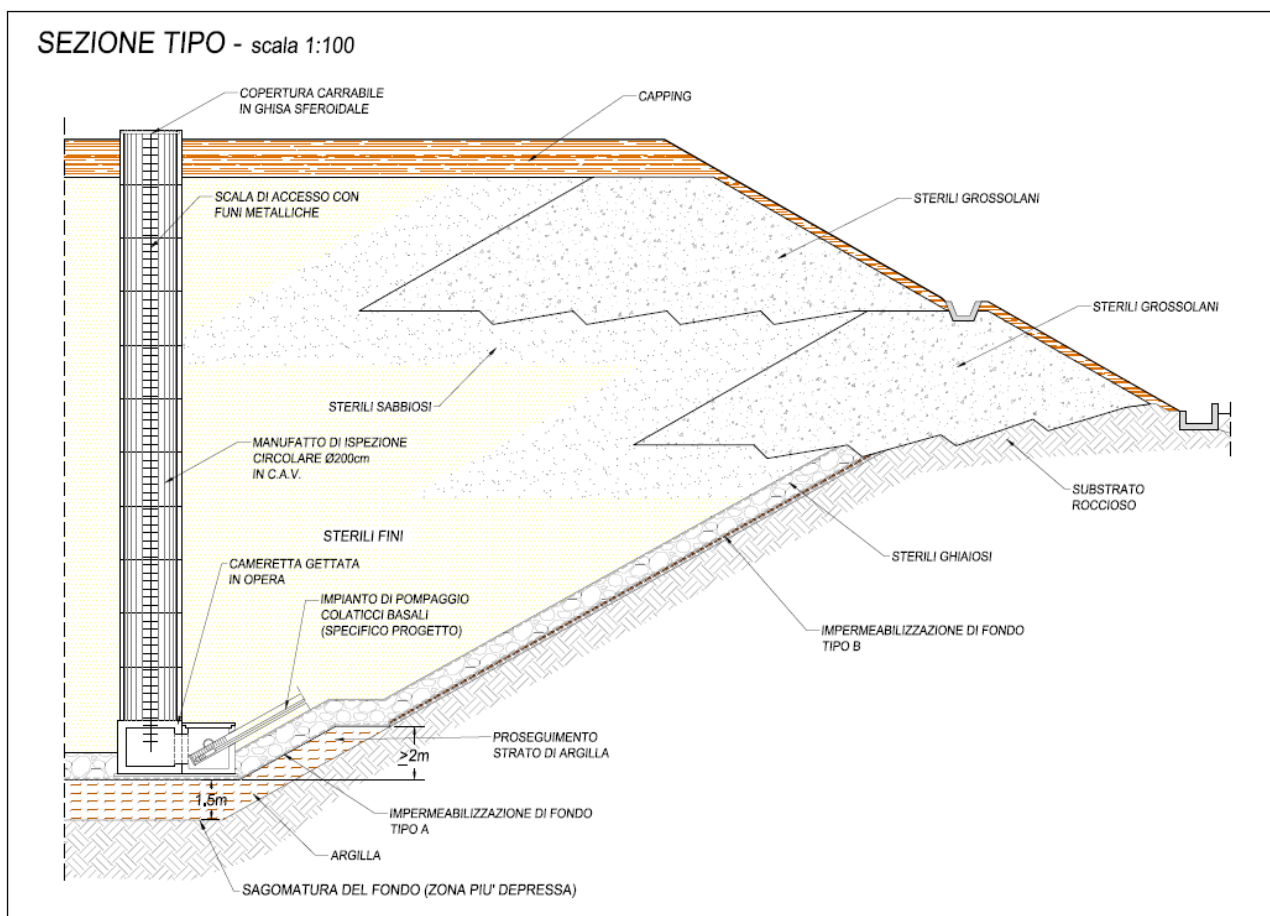 SEZIONE TIPO - scala 1:100
COPERTURA CARRABILE
IN GHISA SFEROIDALE
CAPPING
SCALA DI ACCESSO CON
FUNI METALLICHE
STERILI GROSSOLANI
STERILI GROSSOLANI
STERILI SABBIOSI
MANUFATTO DI ISPEZIONE
CIRCOLARE Ø200cm
IN C.A.V.
SUBSTRATO
ROCCIOSO
STERILI FINI
STERILI GHIAIOSI
CAMERETTA GETTATA
IN OPERA
IMPIANTO DI POMPAGGIO
COLATICCI BASALI
(SPECIFICO PROGETTO)
IMPERMEABILIZZAZIONE DI FONDO
TIPO B
PROSEGUIMENTO
STRATO DI ARGILLA
>2m
1,5m
IMPERMEABILIZZAZIONE DI FONDO
TIPO A
ARGILLA
SAGOMATURA DEL FONDO (ZONA PIU' DEPRESSA)